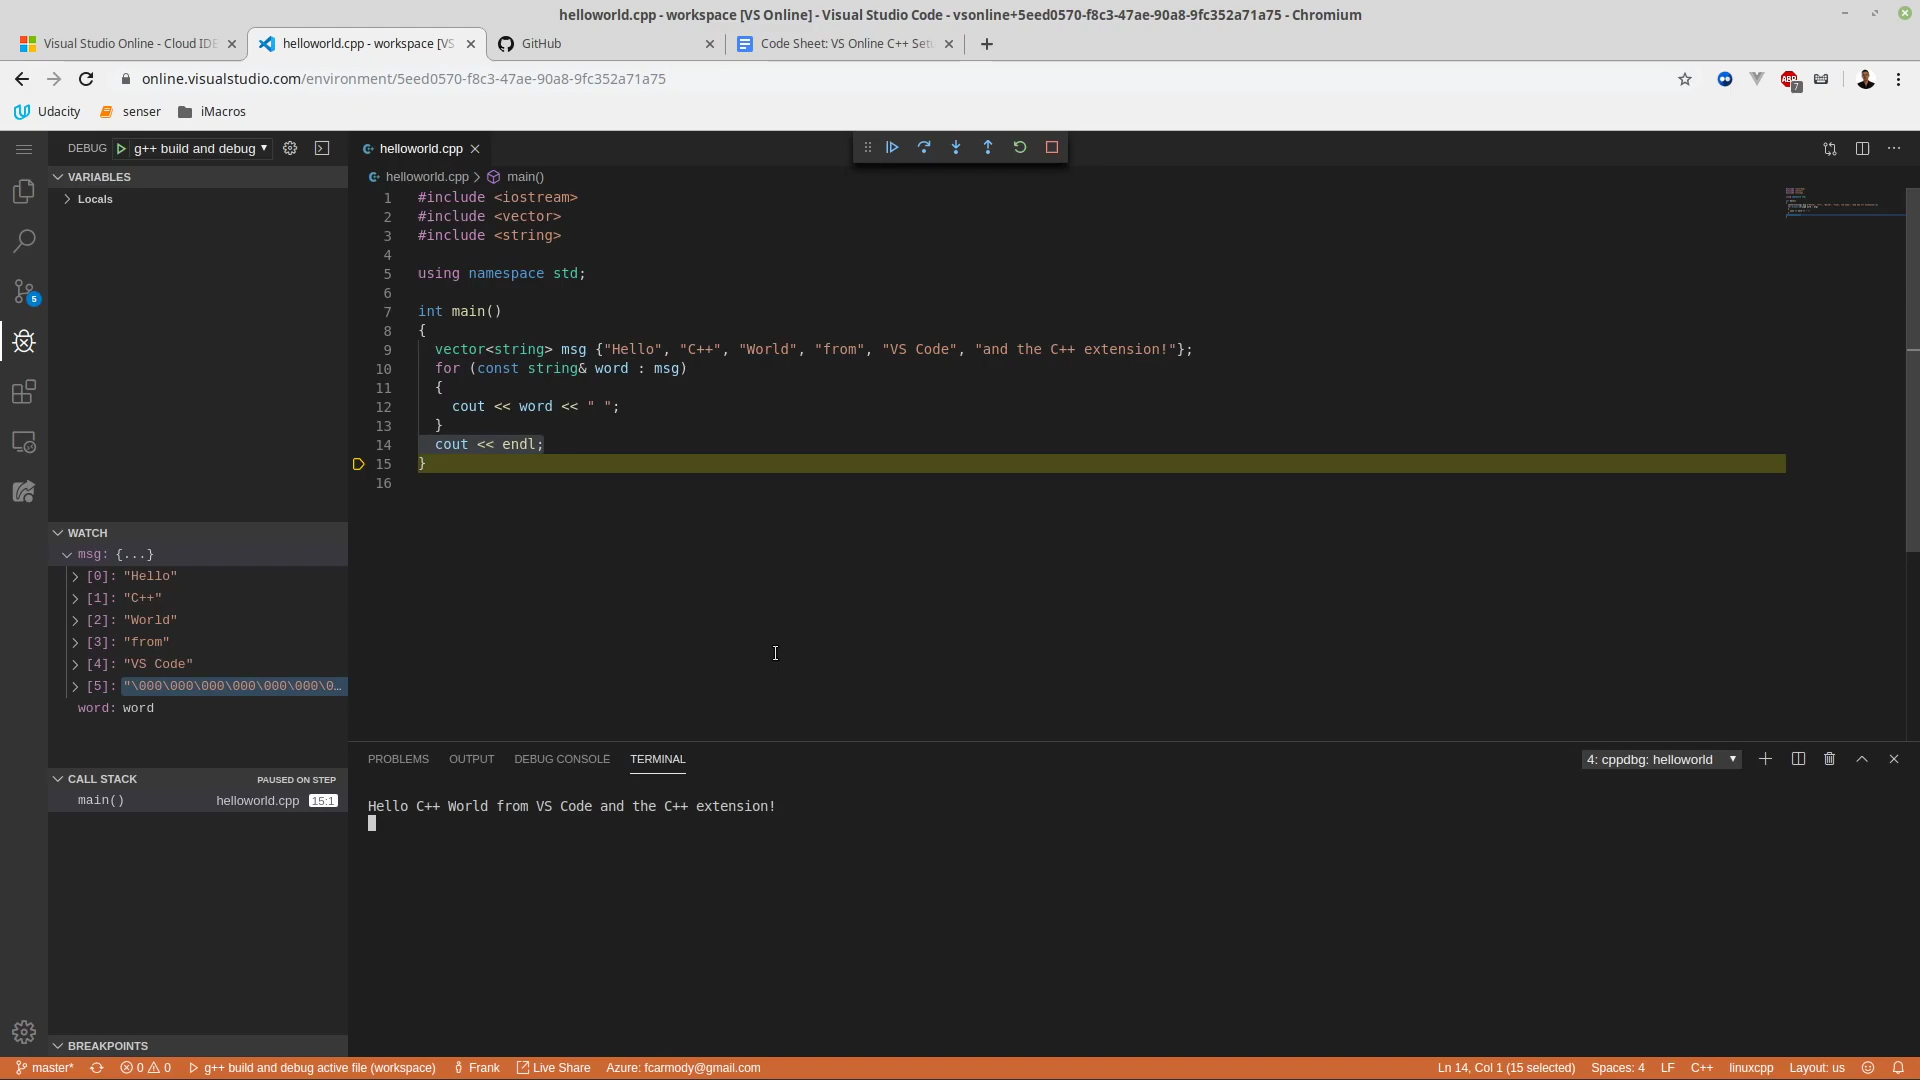 helloworld.cpp - workspace [VS Online] - Visual Studio Code - vsonline+5eed0570-f8c3-47ae-90a8-9fc352a71a75 - Chromium
Visual Studio Online - Cloud IDE
helloworld.cpp - workspace [VS
GitHub
Code Sheet: VS Online C++ Setu
online.visualstudio.com/environment/5eed0570-f8c3-47ae-90a8-9fc352a71a75
ABP
7
Udacity
senser
iMacros
DEBUG
g++ build and debug
helloworld.cpp
VARIABLES
Locals
helloworld.cpp > main()
1 #include <iostream>
2 #include <vector>
3 #include <string>
4
5 using namespace std;
6
7 int main()
8 {
9 vector<string> msg {"Hello", "C++", "World", "from", "VS Code", "and the C++ extension!"};
10 for (const string& word : msg)
11 {
12 cout << word << " ";
13 }
14 cout << endl;
15 }
16
5
WATCH
msg: {...}
[0]: "Hello"
[1]: "C++"
[2]: "World"
[3]: "from"
[4]: "VS Code"
[5]: "\000\000\000\000\000\000\0…
word: word
CALL STACK
PAUSED ON STEP
main()
helloworld.cpp
15:1
BREAKPOINTS
PROBLEMS
OUTPUT
DEBUG CONSOLE
TERMINAL
4: cppdbg: helloworld
Hello C++ World from VS Code and the C++ extension!
master*
0
0
g++ build and debug active file (workspace)
Frank
Live Share
Azure: fcarmody@gmail.com
Ln 14, Col 1 (15 selected)
Spaces: 4
LF
C++
linuxcpp
Layout: us